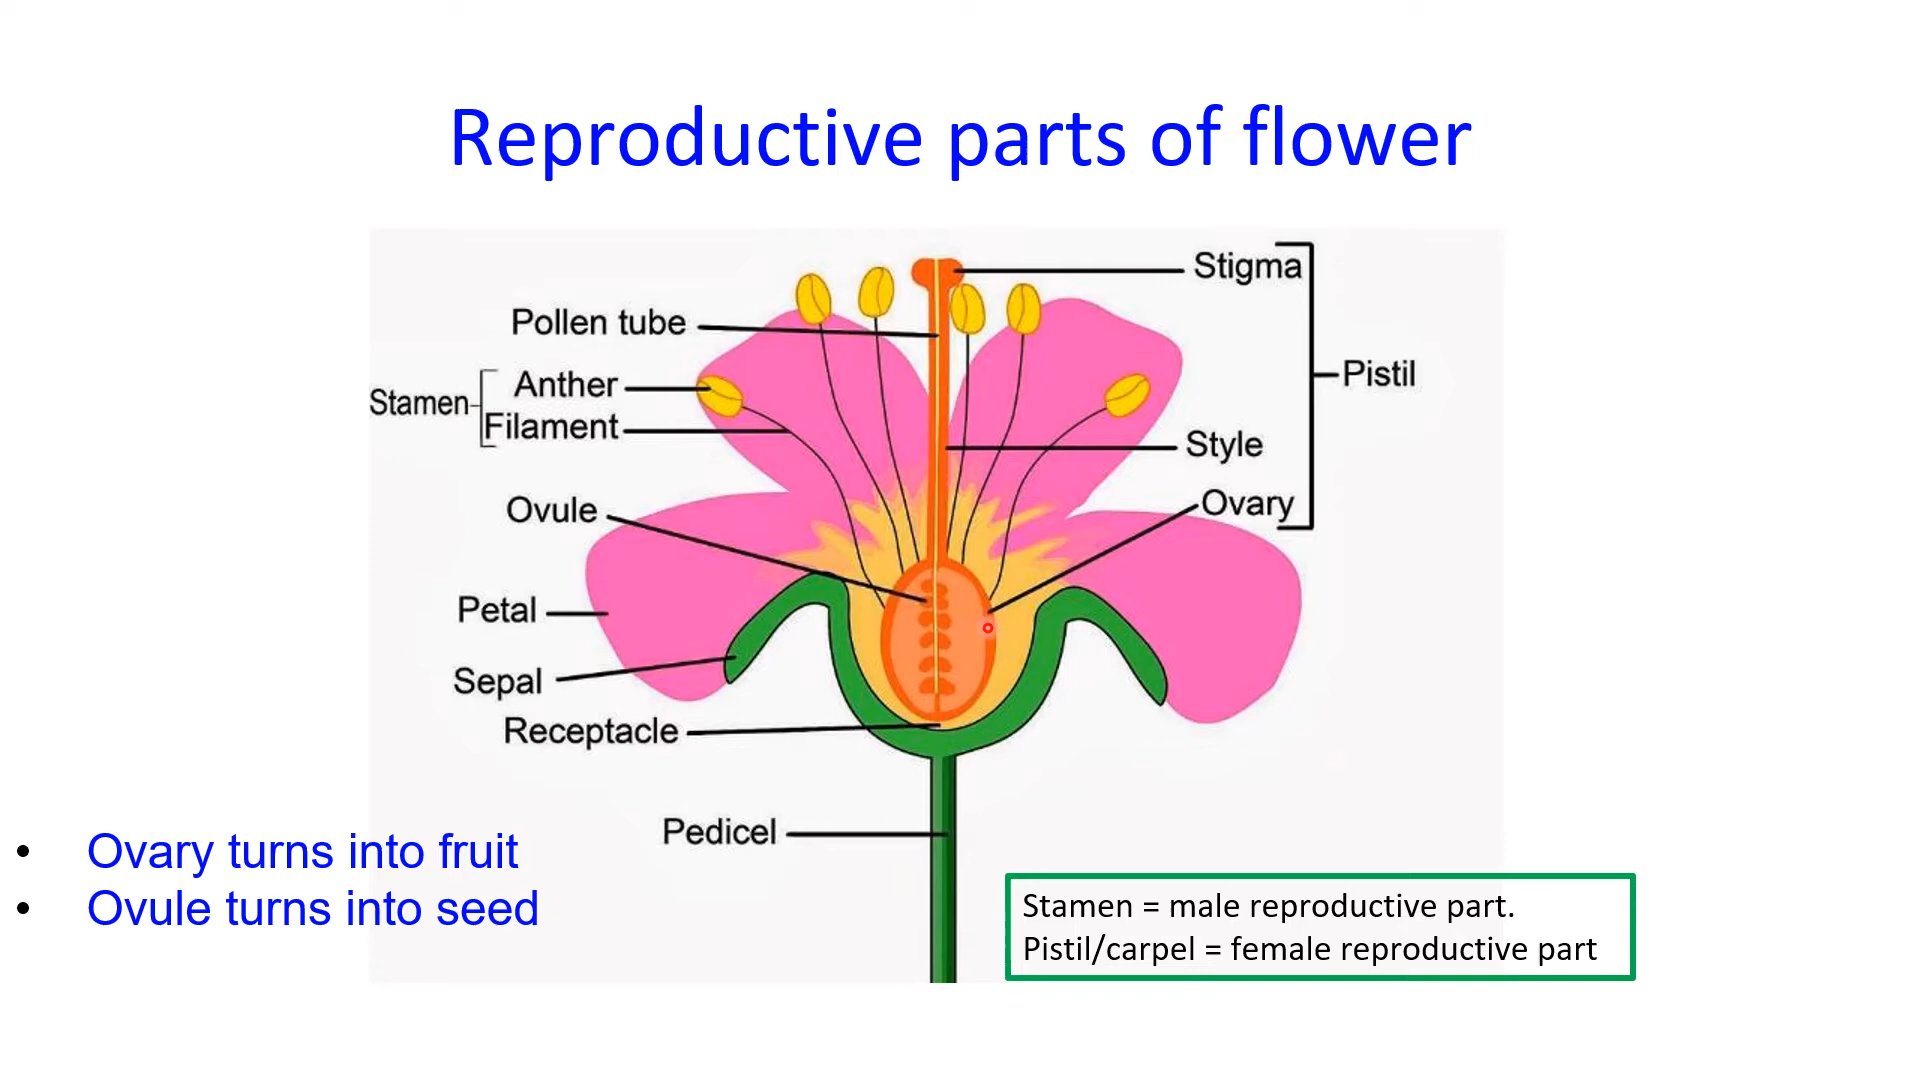 Reproductive parts of flower
Stigma
Pollen tube
Pistil
Anther
Stamen
Filament
Style
Ovary
Ovule
Petal
Sepal
Receptacle
Pedicel
• Ovary turns into fruit
• Ovule turns into seed
Stamen = male reproductive part.
Pistil/carpel = female reproductive part